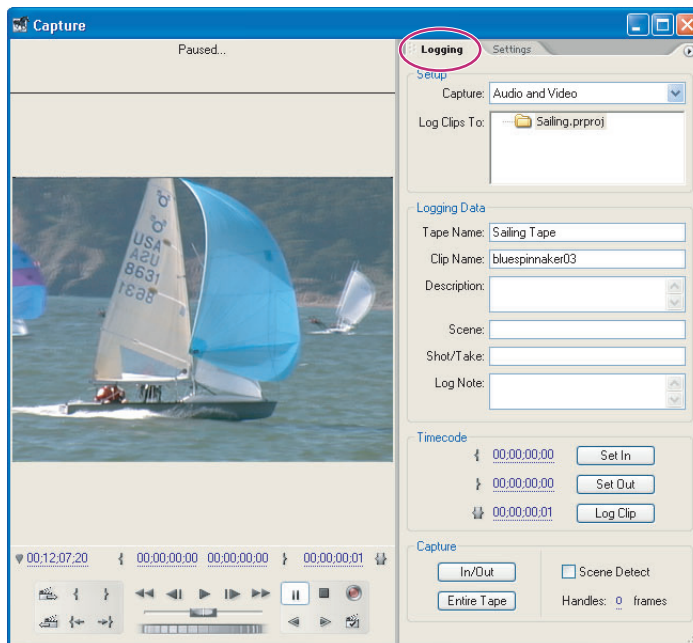 Capture
Paused...
Logging
Settings
Setup
Capture:
Audio and Video
Log Clips To:
Sailing.prproj
USA
ASU
8631
1638
Logging Data
Tape Name:
Sailing Tape
Clip Name:
bluespinnaker03
Description:
Scene:
Shot/Take:
Log Note:
Timecode
{ 00;00;00;00 Set In
} 00;00;00;00 Set Out
{} 00;00;00;01 Log Clip
00;12;07;20 { 00;00;00;00 00;00;00;00 } 00;00;00;01 {}
Capture
In/Out
Scene Detect
Entire Tape
Handles: 0 frames